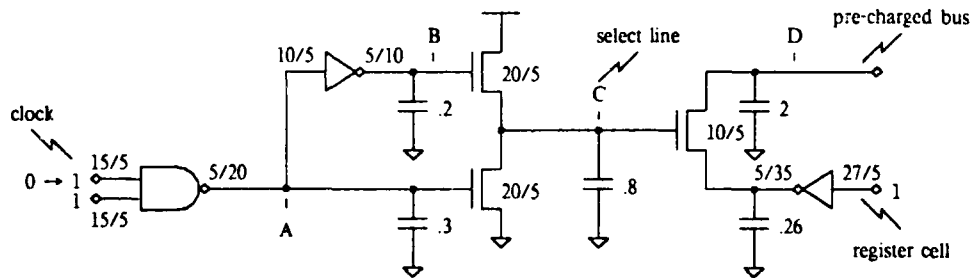 pre-charged bus
B
select line
D
10/5
5/10
20/5
C
.2
2
clock
10/5
15/5
5/20
5/35
27/5
0 → 1
1
1
15/5
20/5
.8
A
.3
.26
register cell